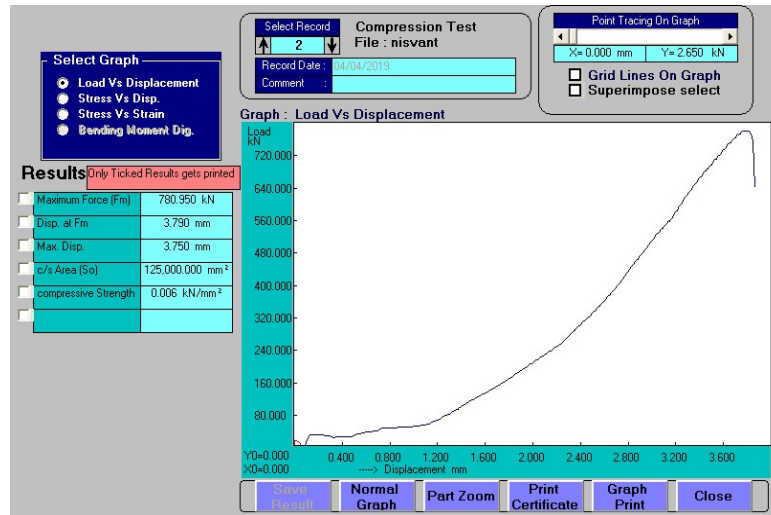 Select Record
2
Compression Test
File : nisvant
Record Date : 04/04/2019
Comment :
Point Tracing On Graph
X= 0.000 mm Y= 2.650 kN
Grid Lines On Graph
Superimpose select
Select Graph
Load Vs Displacement
Stress Vs Disp.
Stress Vs Strain
Bending Moment Dig.
Results Only Ticked Results gets printed
Maximum Force (Fm) 780.950 kN
Disp. at Fm 3.790 mm
Max. Disp. 3.750 mm
c/s Area (So) 125,000.000 mm²
compressive Strength 0.006 kN/mm²
Graph : Load Vs Displacement
Load
kN
720.000
640.000
560.000
480.000
400.000
320.000
240.000
160.000
80.000
Y0=0.000
X0=0.000
0.400 0.800 1.200 1.600 2.000 2.400 2.800 3.200 3.600
----> Displacement mm
Save Result
Normal Graph
Part Zoom
Print Certificate
Graph Print
Close